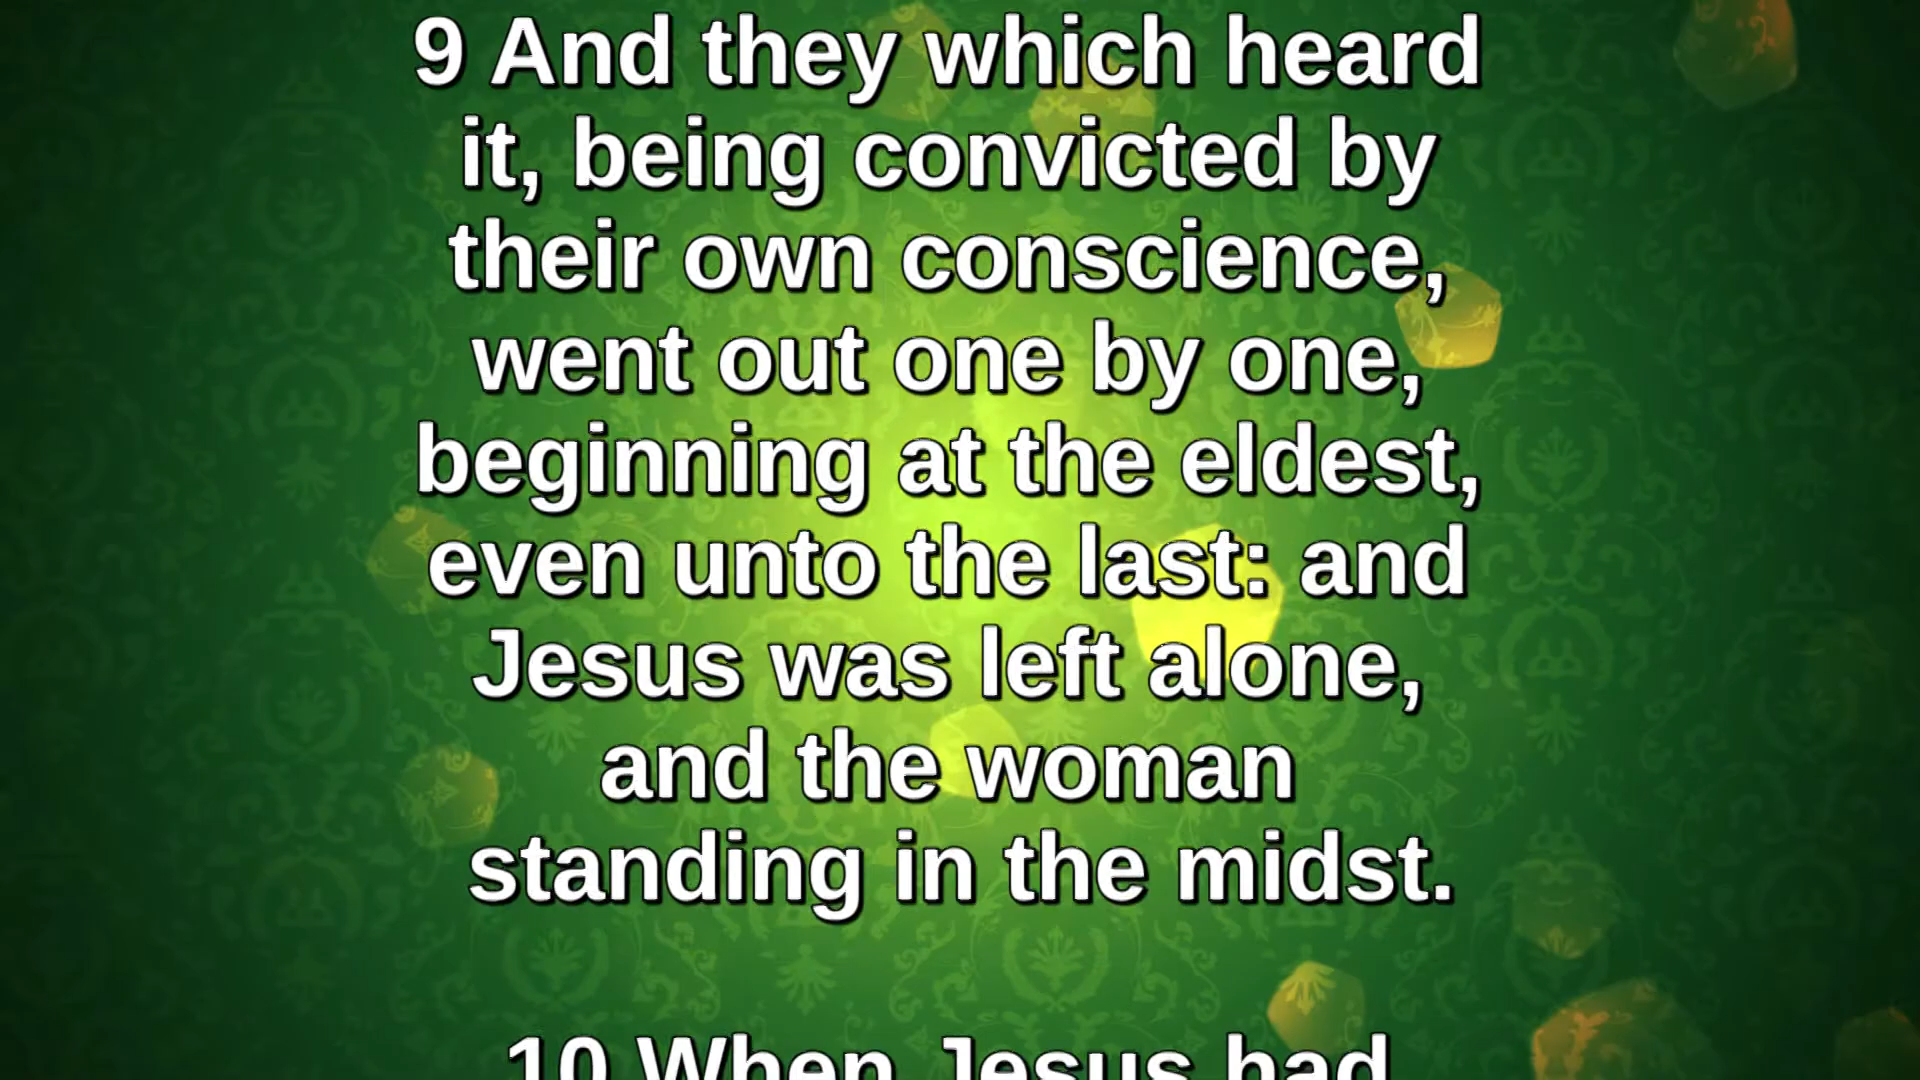 9 And they which heard
it, being convicted by
their own conscience,
went out one by one,
beginning at the eldest,
even unto the last: and
Jesus was left alone,
and the woman
standing in the midst.
10 When Jesus had